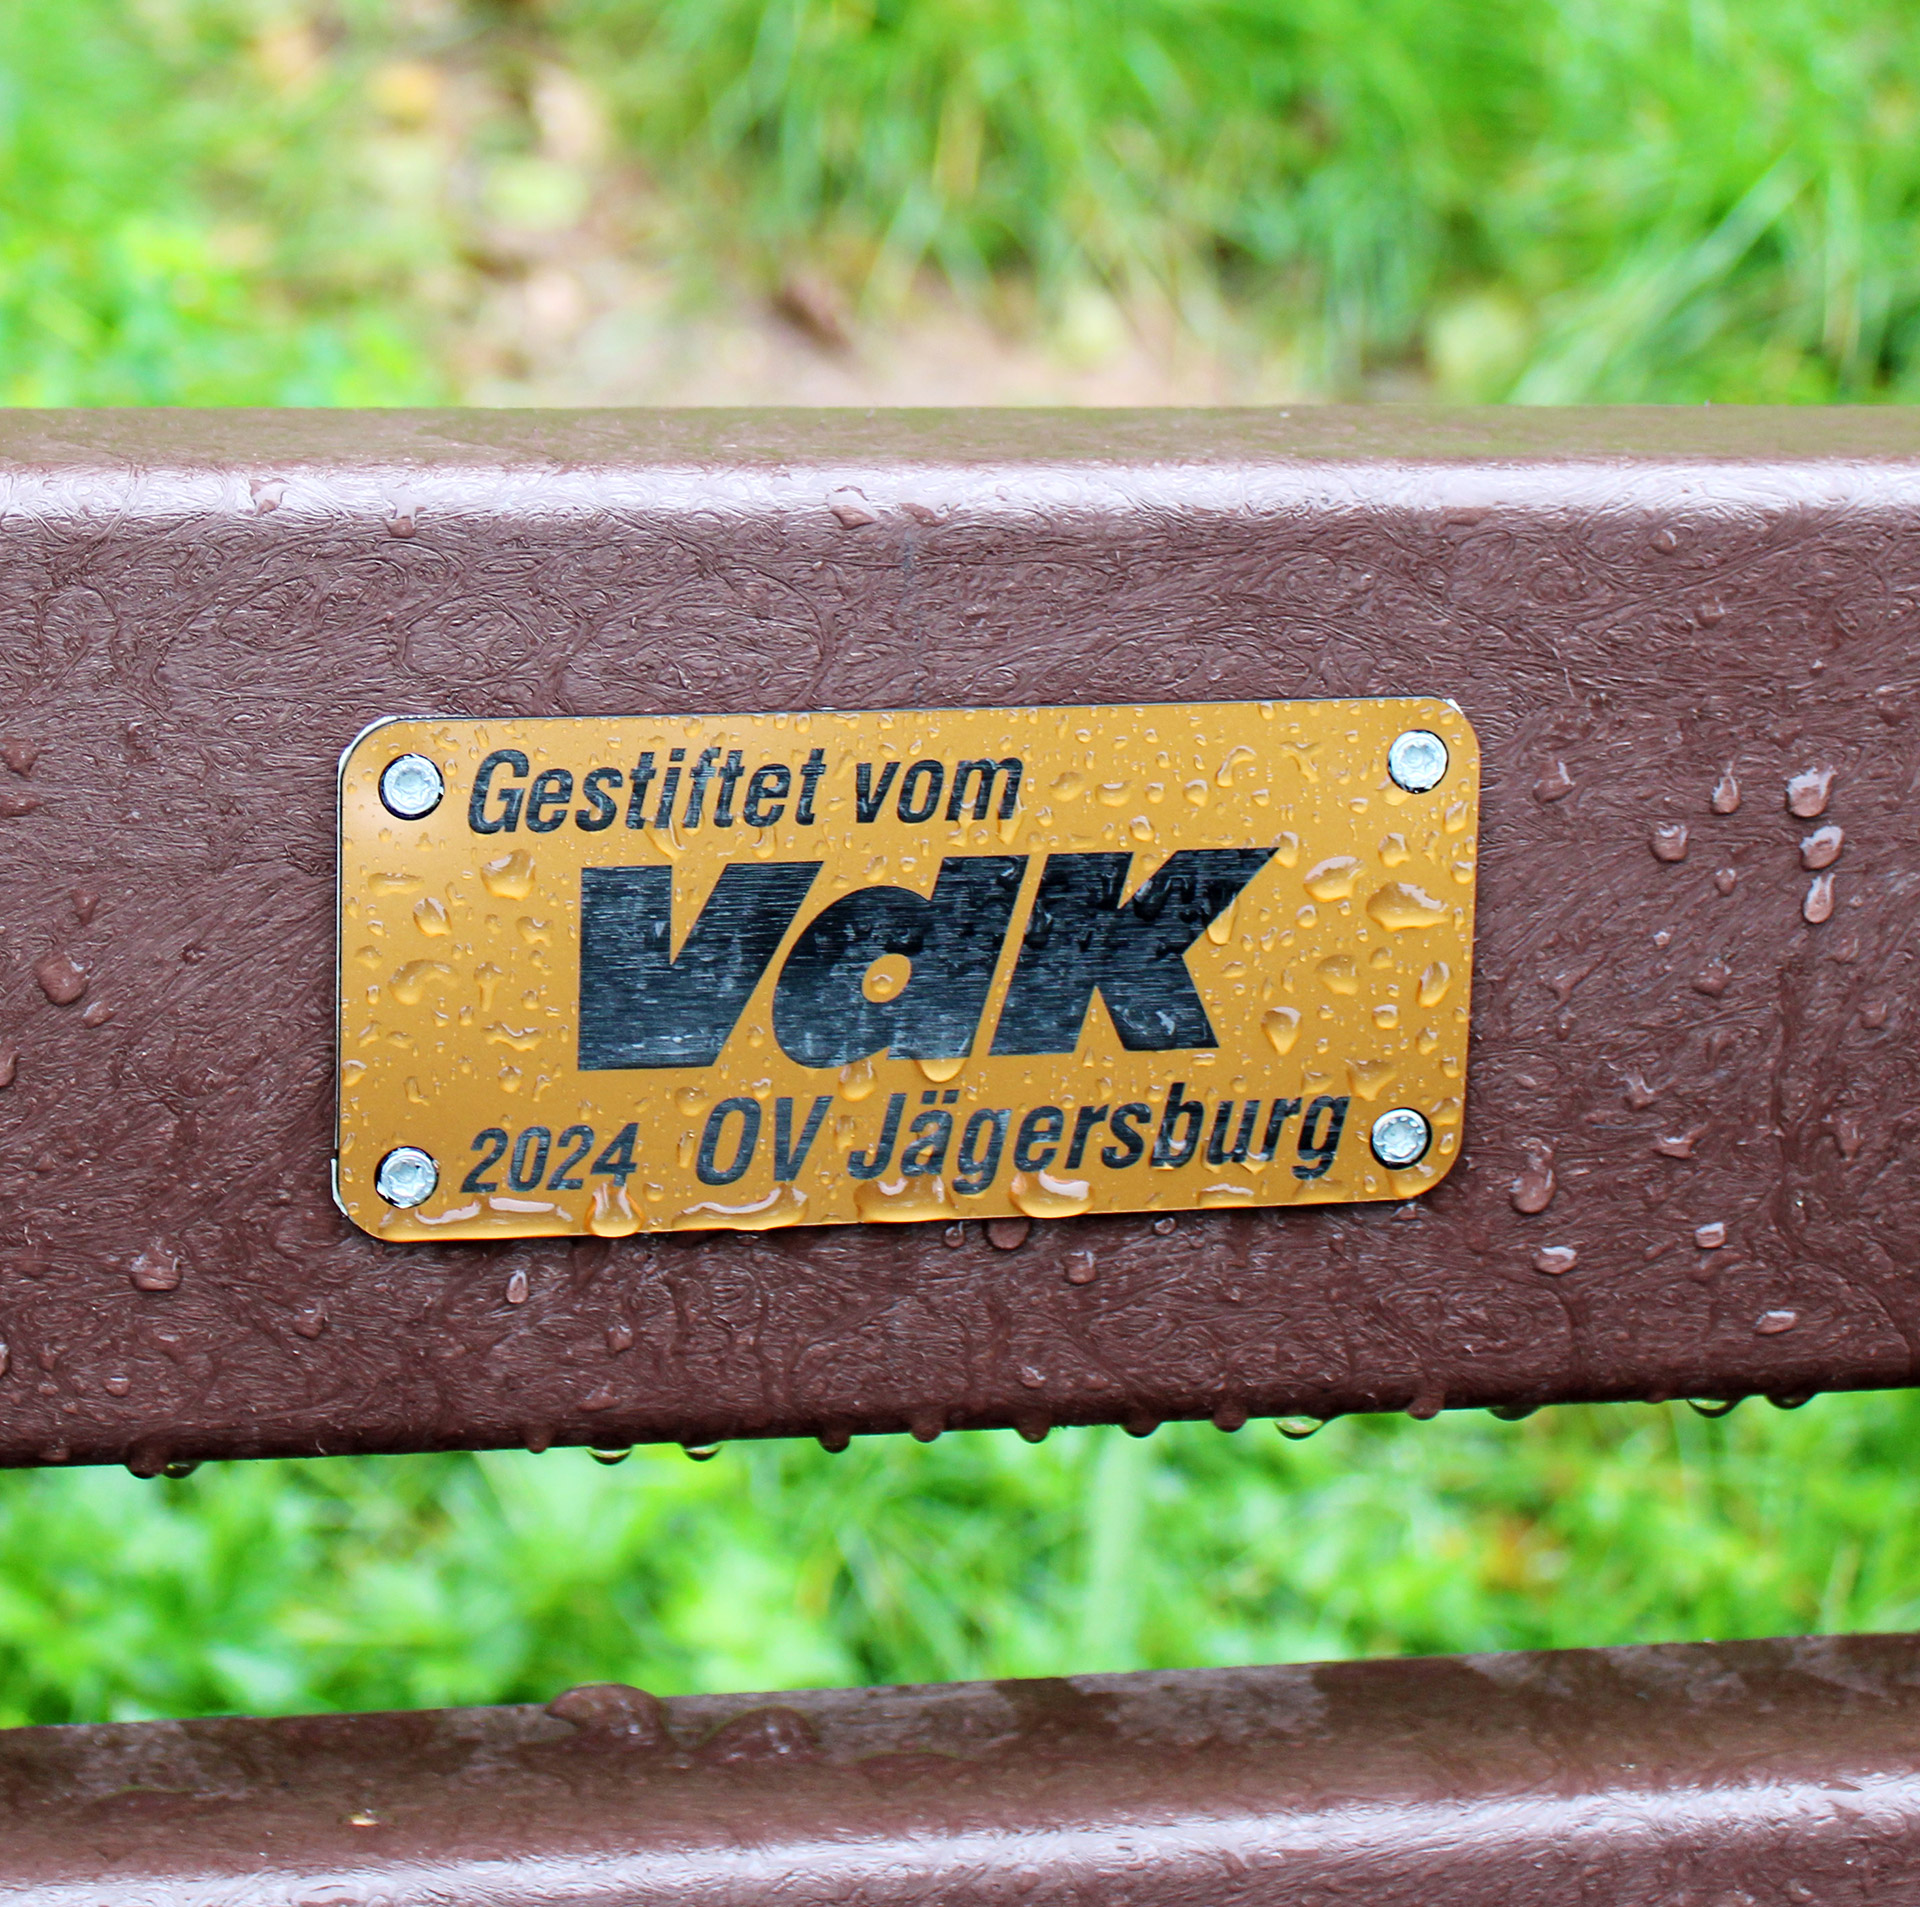 Gestiftet vom
VdK
2024 OV Jägersburg